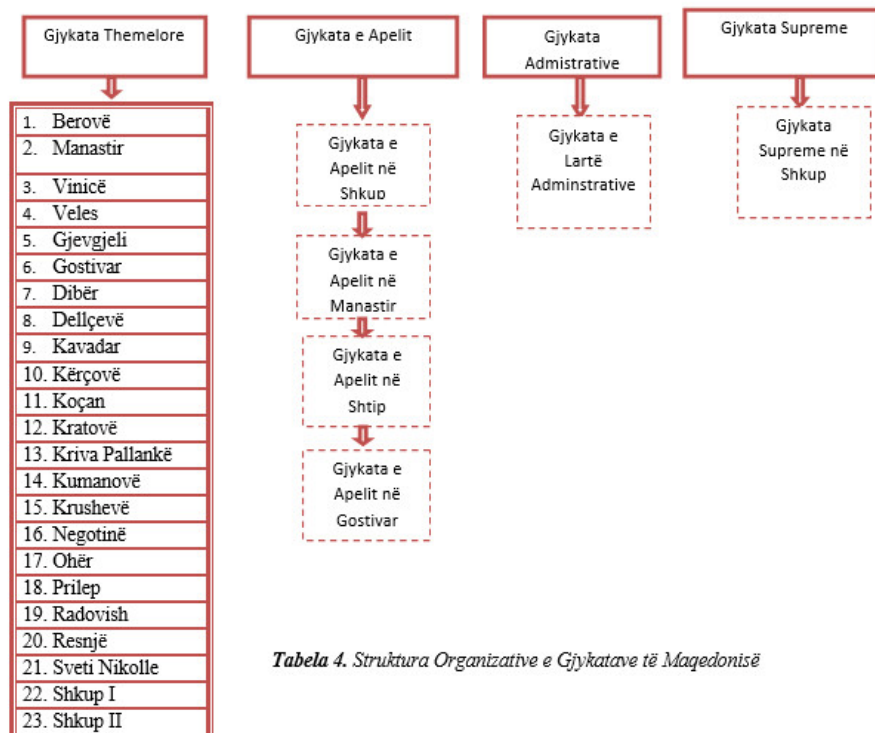 Gjykata Themelore
1. Berovë
2. Manastir
3. Vinicë
4. Veles
5. Gjevgjeli
6. Gostivar
7. Dibër
8. Dellçevë
9. Kavadar
10. Kërçovë
11. Koçan
12. Kratovë
13. Kriva Pallankë
14. Kumanovë
15. Krushevë
16. Negotinë
17. Ohër
18. Prilep
19. Radovish
20. Resnjë
21. Sveti Nikolle
22. Shkup I
23. Shkup II
Gjykata e Apelit
Gjykata e
Apelit në
Shkup
Gjykata e
Apelit në
Manastir
Gjykata e
Apelit në
Shtip
Gjykata e
Apelit në
Gostivar
Gjykata
Admistrative
Gjykata e
Lartë
Adminstrative
Gjykata Supreme
Gjykata
Supreme në
Shkup
Tabela 4. Struktura Organizative e Gjykatave të Maqedonisë